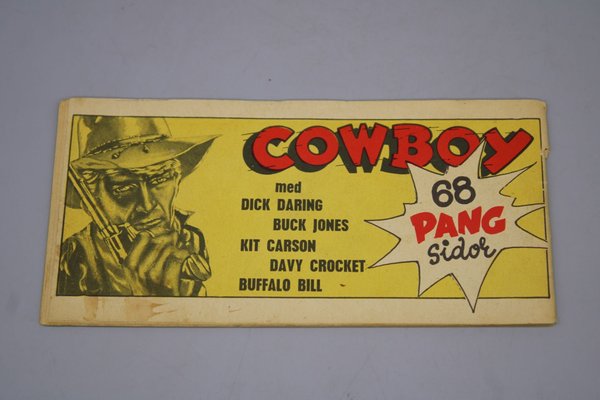 COWBOY
med
DICK DARING
BUCK JONES
KIT CARSON
DAVY CROCKET
BUFFALO BILL
68
PANG
sidor